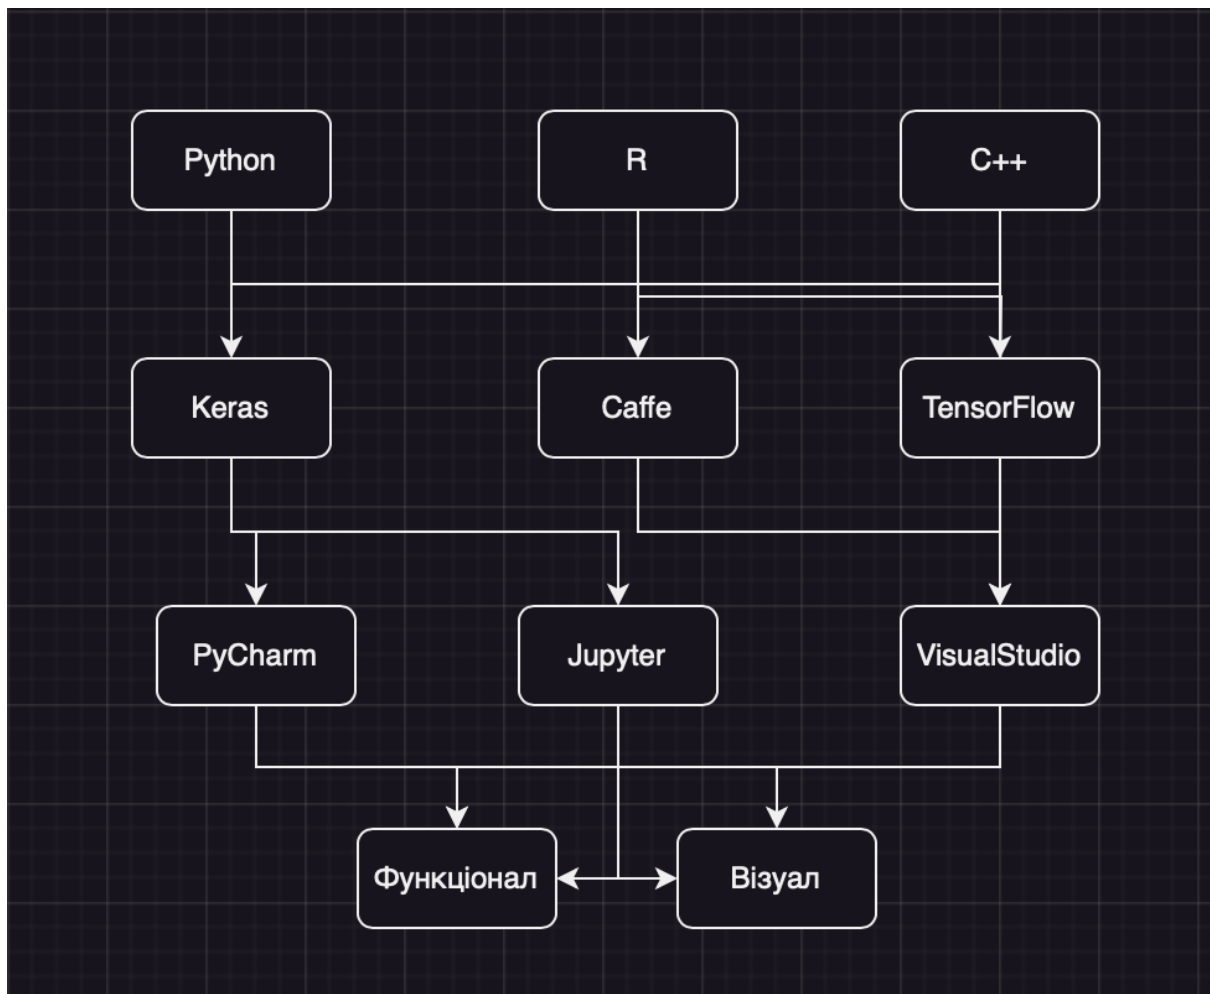 Python
R
C++
Keras
Caffe
TensorFlow
PyCharm
Jupyter
VisualStudio
Функціонал
Візуал